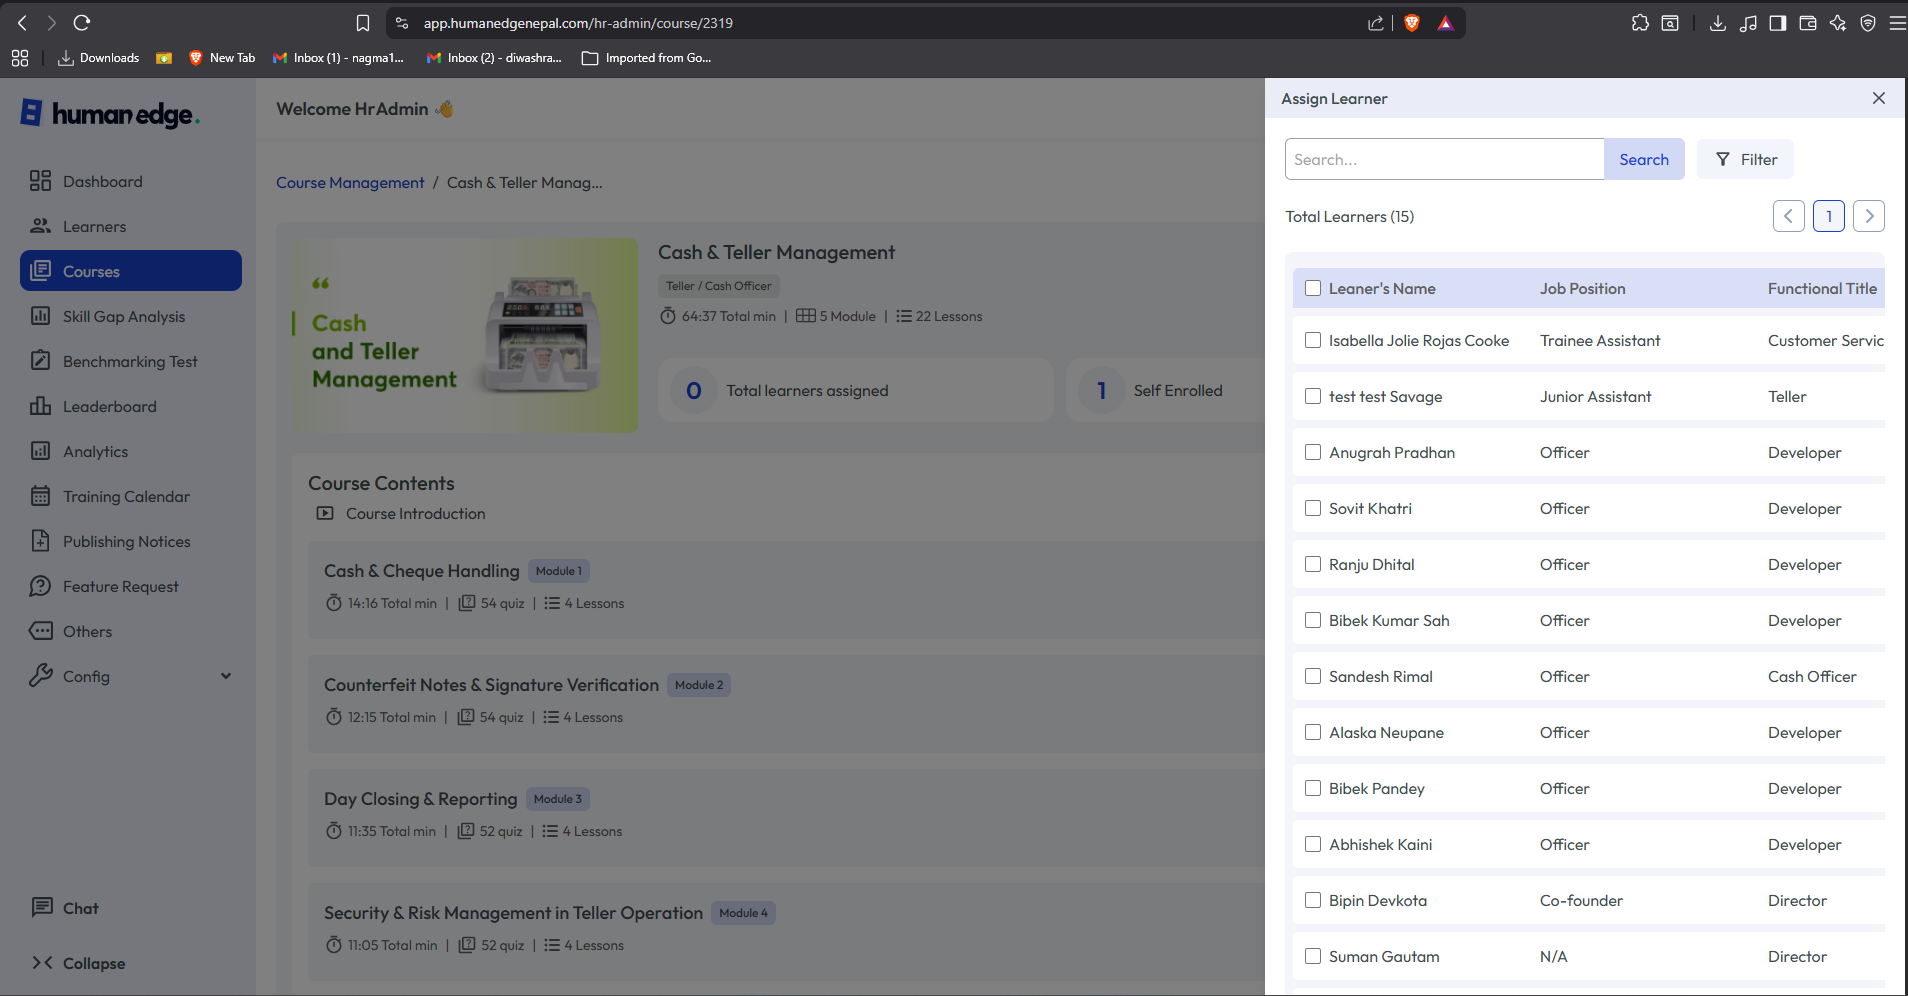 app.humanedgenepal.com/hr-admin/course/2319
Downloads
New Tab
Inbox (1) - nagma1...
Inbox (2) - diwashra...
Imported from Go...
human edge.
Dashboard
Learners
Courses
Skill Gap Analysis
Benchmarking Test
Leaderboard
Analytics
Training Calendar
Publishing Notices
Feature Request
Others
Config
Chat
Collapse
Welcome HrAdmin 👋
Course Management / Cash & Teller Manag...
“
Cash
and Teller
Management
Cash & Teller Management
Teller / Cash Officer
64:37 Total min | 5 Module | 22 Lessons
0 Total learners assigned
1 Self Enrolled
Course Contents
Course Introduction
Cash & Cheque Handling Module 1
14:16 Total min | 54 quiz | 4 Lessons
Counterfeit Notes & Signature Verification Module 2
12:15 Total min | 54 quiz | 4 Lessons
Day Closing & Reporting Module 3
11:35 Total min | 52 quiz | 4 Lessons
Security & Risk Management in Teller Operation Module 4
11:05 Total min | 52 quiz | 4 Lessons
Assign Learner
Search...
Search
Filter
Total Learners (15)
1
Leaner's Name Job Position Functional Title
Isabella Jolie Rojas Cooke Trainee Assistant Customer Servic
test test Savage Junior Assistant Teller
Anugrah Pradhan Officer Developer
Sovit Khatri Officer Developer
Ranju Dhital Officer Developer
Bibek Kumar Sah Officer Developer
Sandesh Rimal Officer Cash Officer
Alaska Neupane Officer Developer
Bibek Pandey Officer Developer
Abhishek Kaini Officer Developer
Bipin Devkota Co-founder Director
Suman Gautam N/A Director